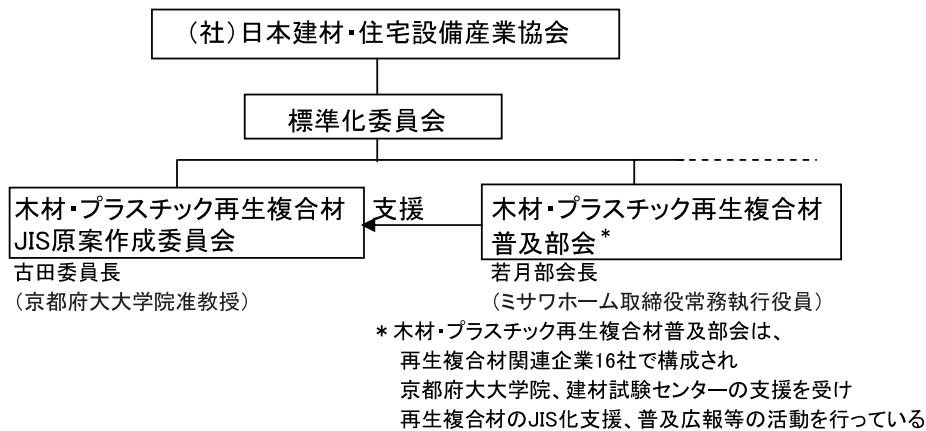 （社）日本建材・住宅設備産業協会
標準化委員会
木材・プラスチック再生複合材
JIS原案作成委員会
古田委員長
（京都府大大学院准教授）
支援
木材・プラスチック再生複合材
普及部会*
若月部会長
（ミサワホーム取締役常務執行役員）
* 木材・プラスチック再生複合材普及部会は、
再生複合材関連企業16社で構成され
京都府大大学院、建材試験センターの支援を受け
再生複合材のJIS化支援、普及広報等の活動を行っている